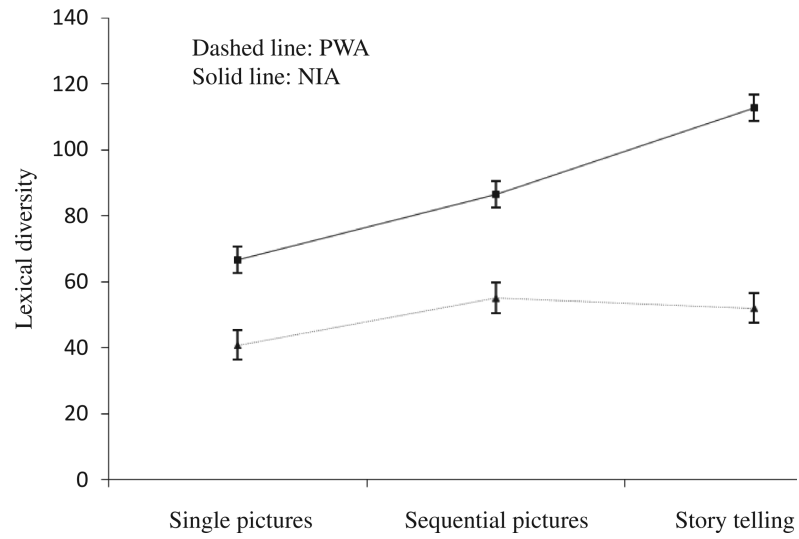 140
120
100
80
60
40
20
0
Lexical diversity
Dashed line: PWA
Solid line: NIA
Single pictures
Sequential pictures
Story telling